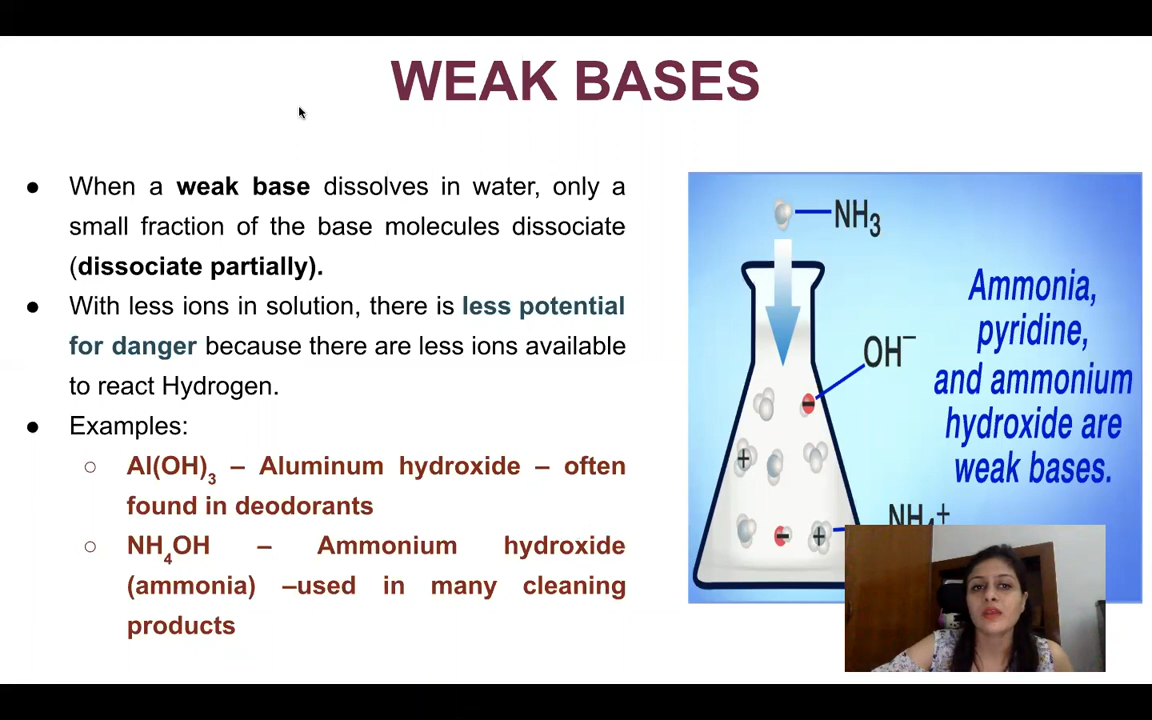 WEAK BASES
● When a weak base dissolves in water, only a
small fraction of the base molecules dissociate
(dissociate partially).
● With less ions in solution, there is less potential
for danger because there are less ions available
to react Hydrogen.
● Examples:
○ Al(OH)₃ – Aluminum hydroxide – often
found in deodorants
○ NH₄OH – Ammonium hydroxide
(ammonia) –used in many cleaning
products
NH₃
OH⁻
Ammonia,
pyridine,
and ammonium
hydroxide are
weak bases.
NH₄⁺